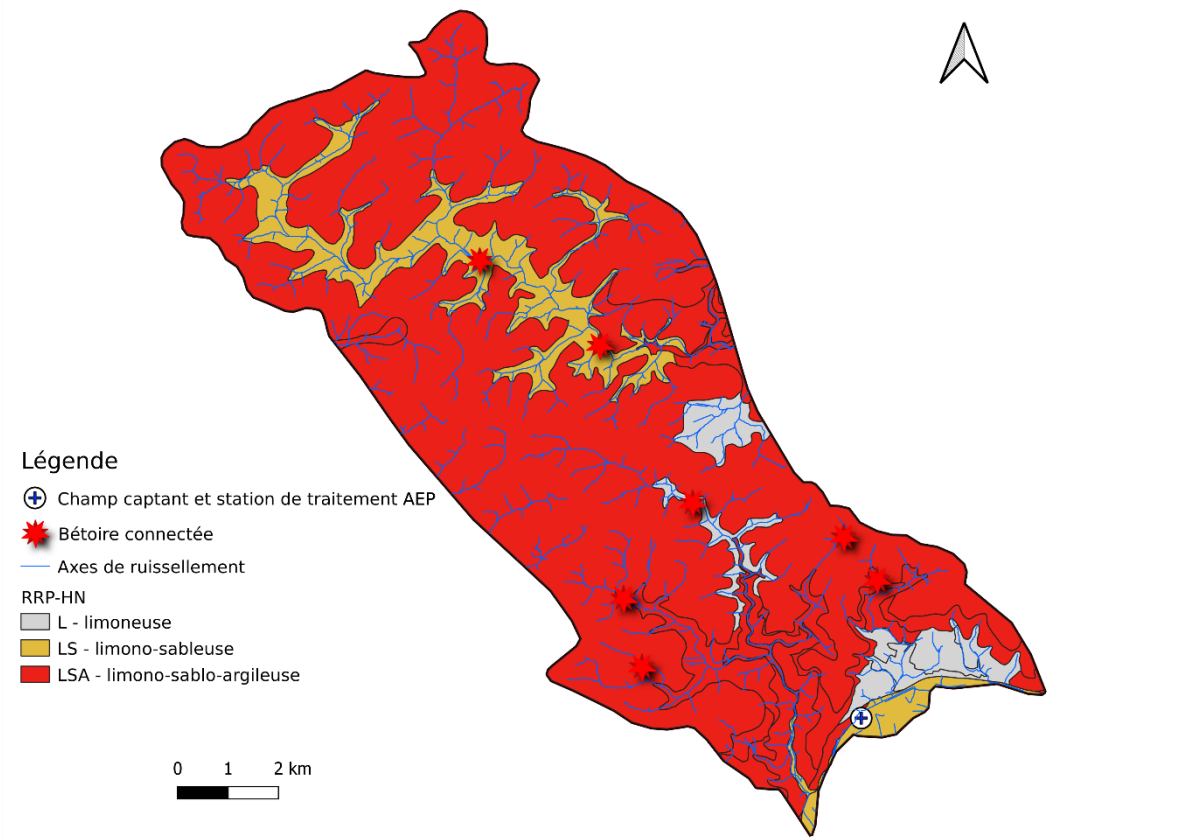 Légende
Champ captant et station de traitement AEP
Bétoire connectée
Axes de ruissellement
RRP-HN
L - limoneuse
LS - limono-sableuse
LSA - limono-sablo-argileuse
0 1 2 km